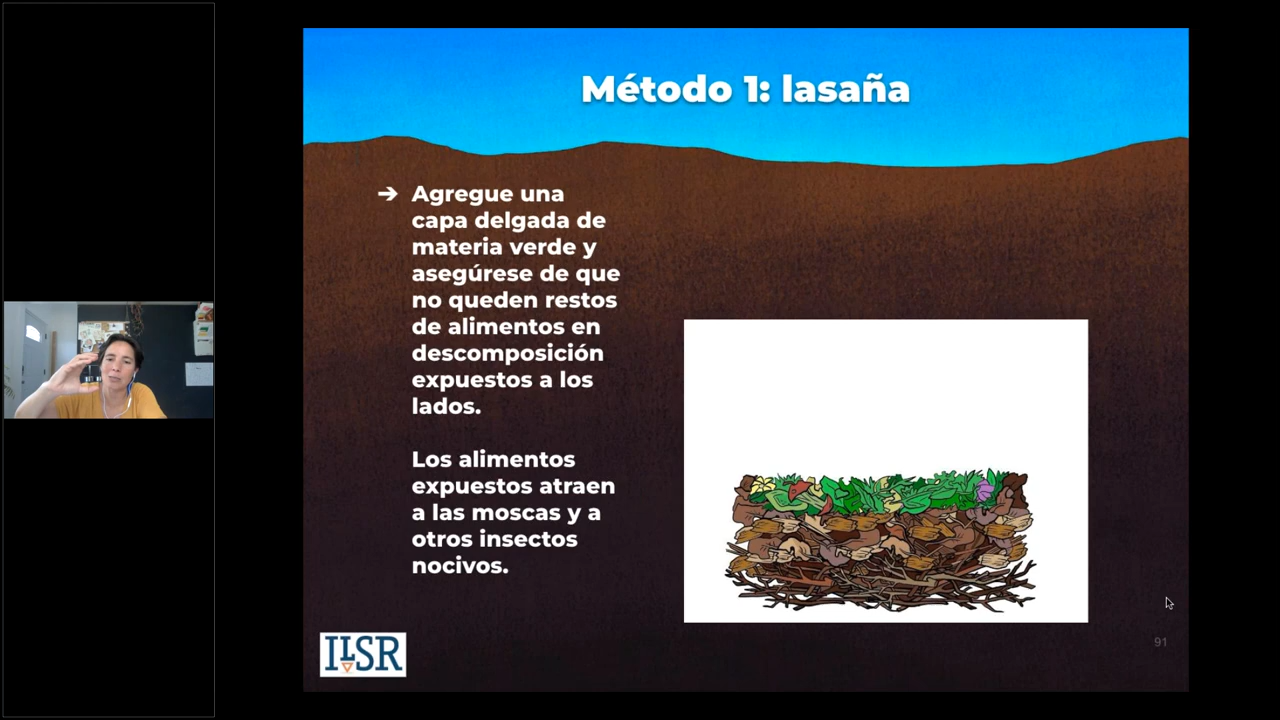 Método 1: lasaña
➔ Agregue una
capa delgada de
materia verde y
asegúrese de que
no queden restos
de alimentos en
descomposición
expuestos a los
lados.
Los alimentos
expuestos atraen
a las moscas y a
otros insectos
nocivos.
ILSR
91